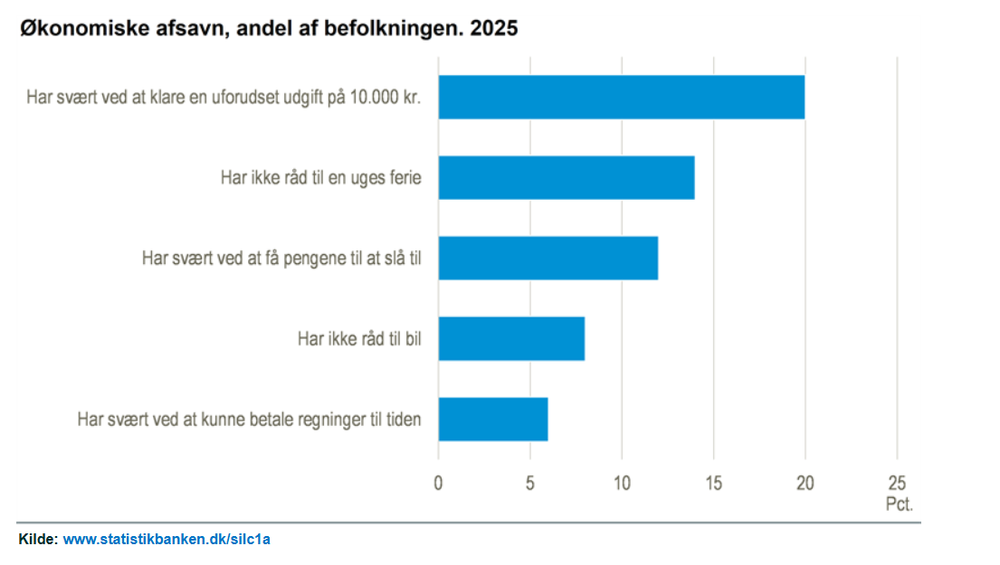 Økonomiske afsavn, andel af befolkningen. 2025
Har svært ved at klare en uforudset udgift på 10.000 kr.
Har ikke råd til en uges ferie
Har svært ved at få pengene til at slå til
Har ikke råd til bil
Har svært ved at kunne betale regninger til tiden
0 5 10 15 20 25
Pct.
Kilde: www.statistikbanken.dk/silc1a